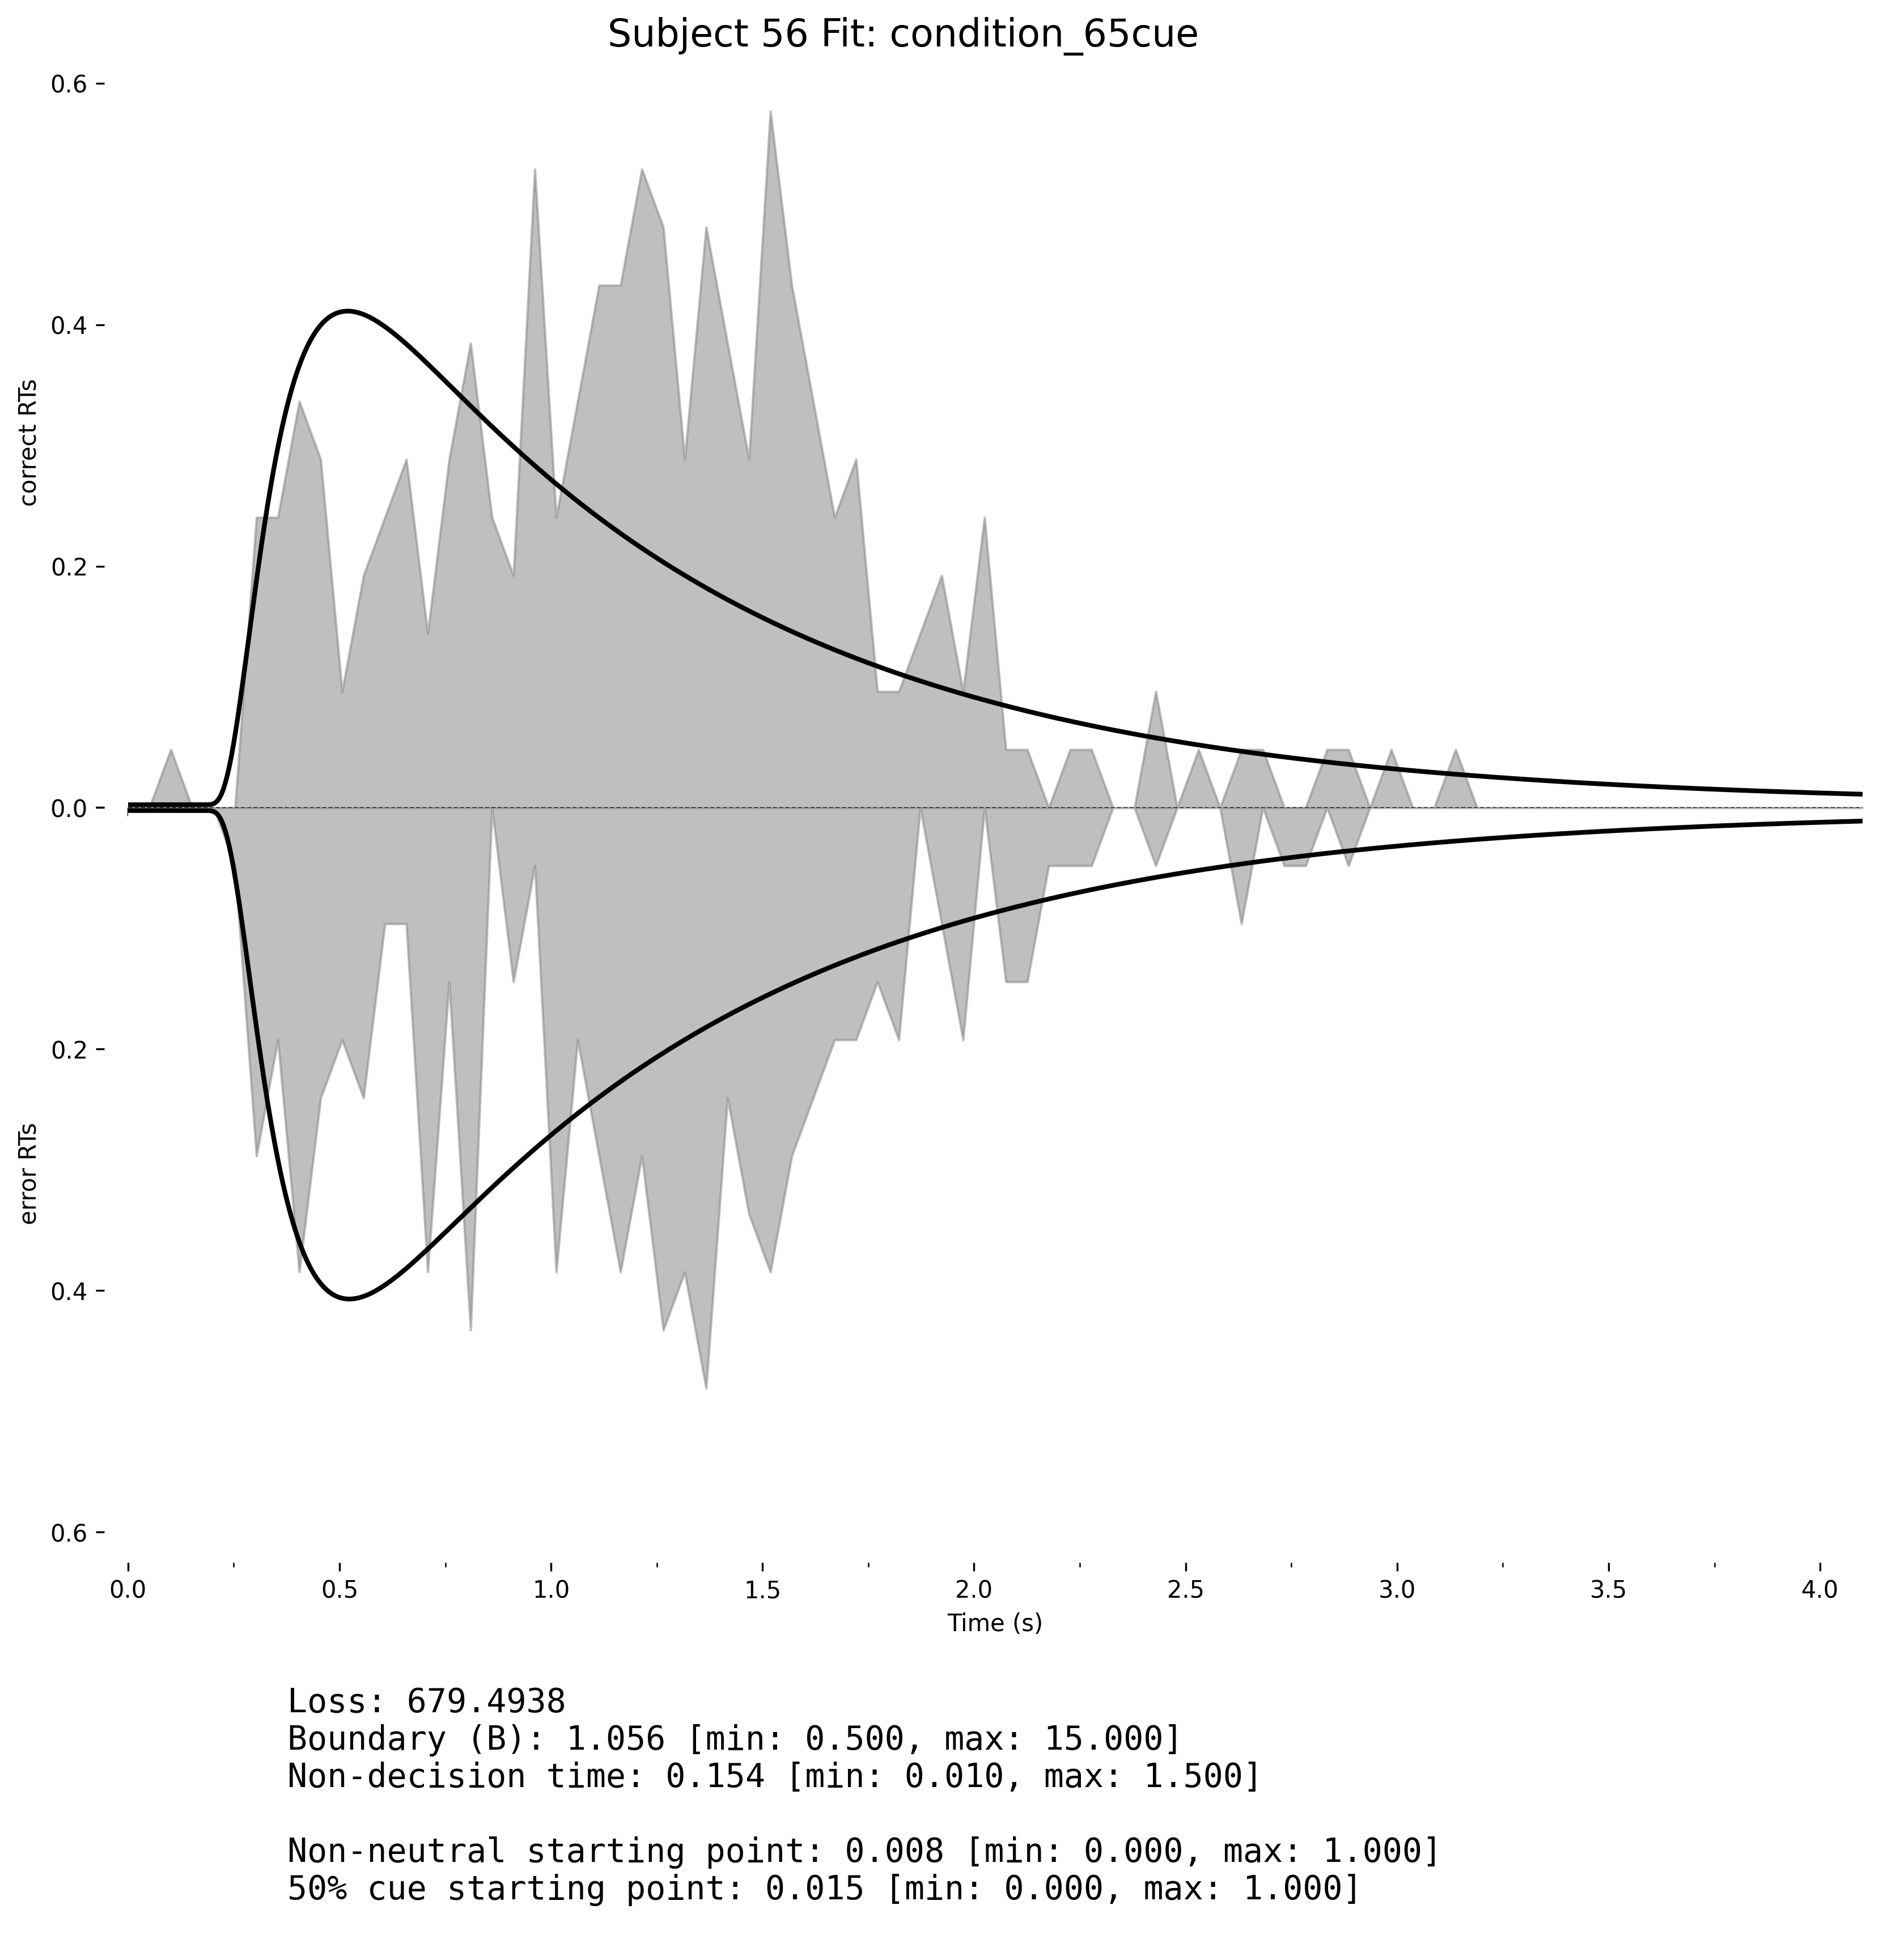 Subject 56 Fit: condition_65cue
0.6
0.4
0.2
0.0
0.2
0.4
0.6
correct RTs
error RTs
0.0 0.5 1.0 1.5 2.0 2.5 3.0 3.5 4.0
Time (s)
Loss: 679.4938
Boundary (B): 1.056 [min: 0.500, max: 15.000]
Non-decision time: 0.154 [min: 0.010, max: 1.500]
Non-neutral starting point: 0.008 [min: 0.000, max: 1.000]
50% cue starting point: 0.015 [min: 0.000, max: 1.000]